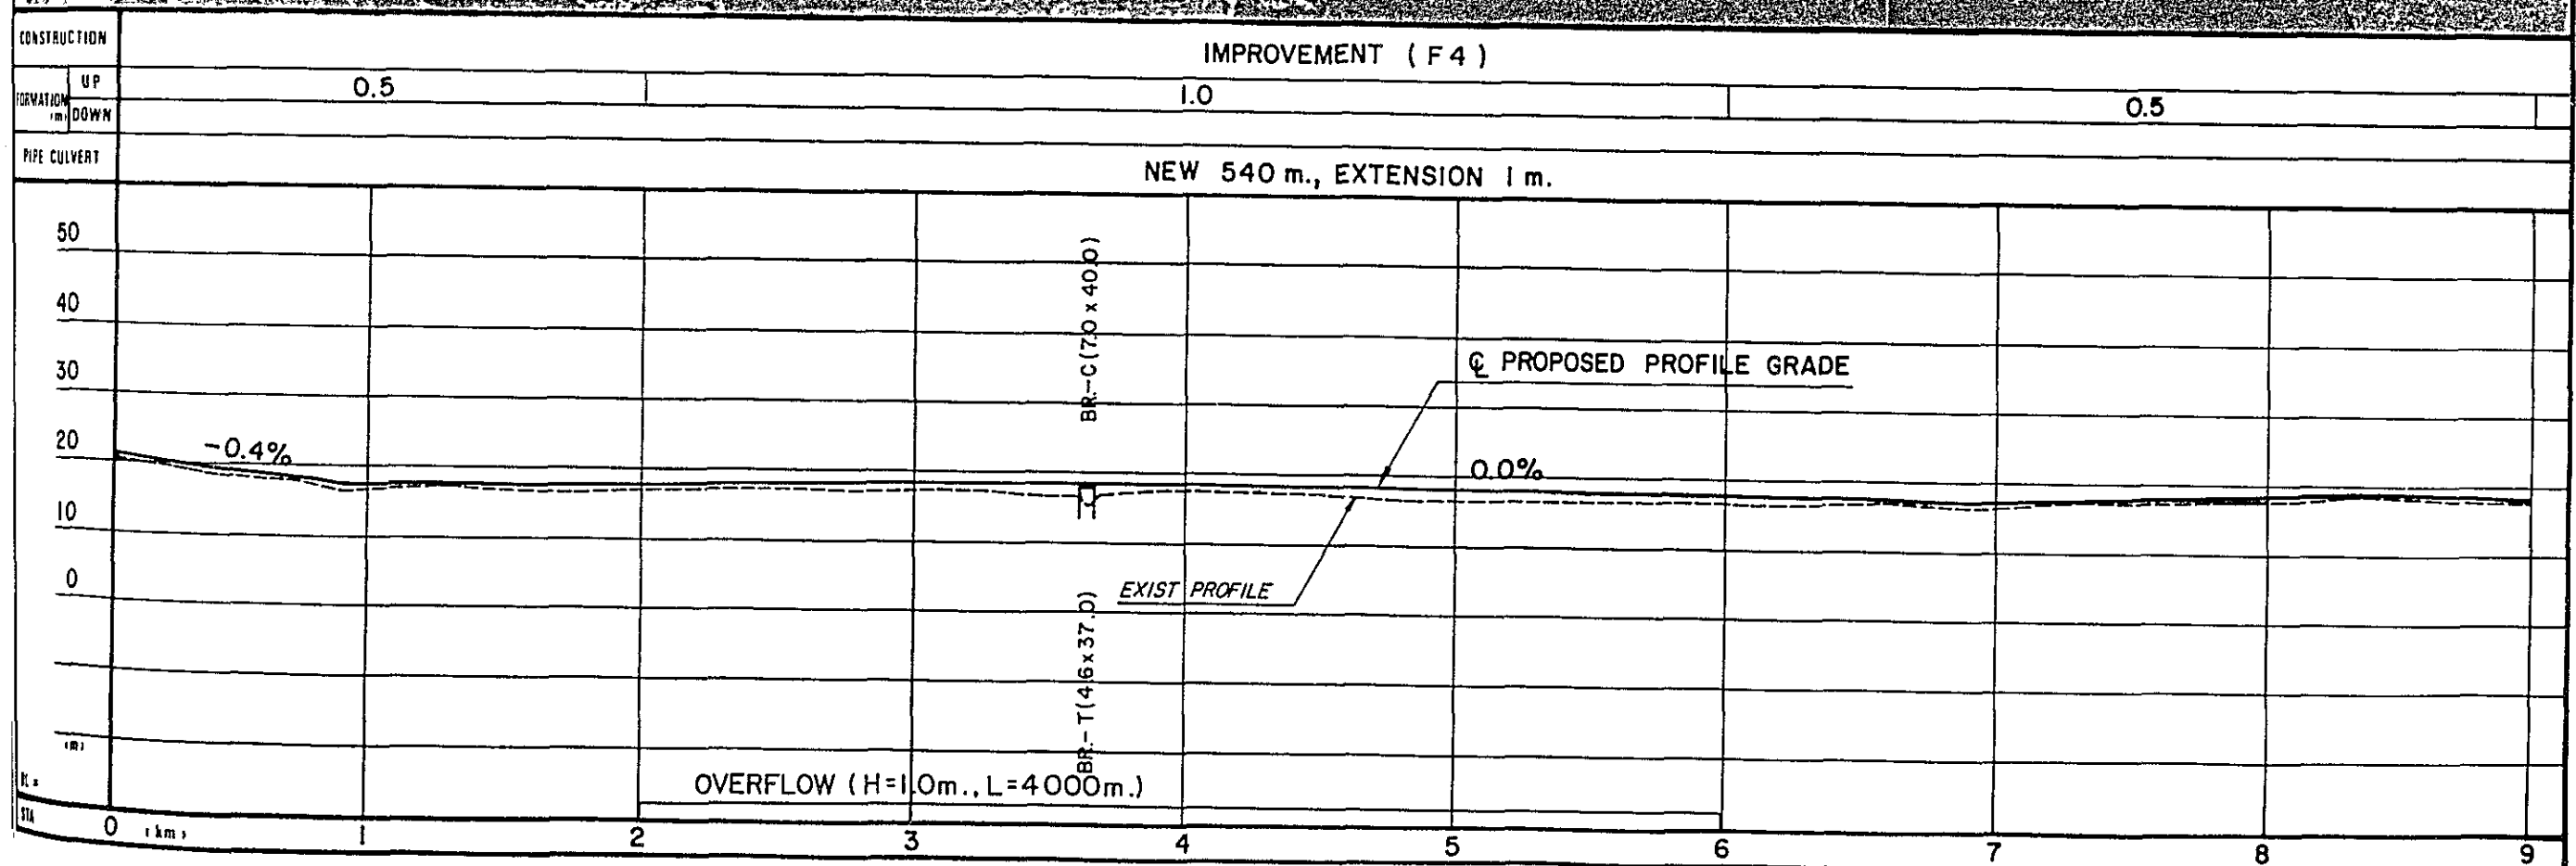 CONSTRUCTION
IMPROVEMENT ( F4 )
FORMATION (m) UP
DOWN
0.5 1.0 0.5
PIPE CULVERT
NEW 540 m., EXTENSION 1 m.
50
40
30
20
10
0
(m)
BR.-C(7.0 x 40.0)
℄ PROPOSED PROFILE GRADE
-0.4%
0.0%
EXIST PROFILE
BR.-T(4.6x37.0)
OVERFLOW (H=1.0m., L=4000m.)
DL=
STA
0 (km) 1 2 3 4 5 6 7 8 9